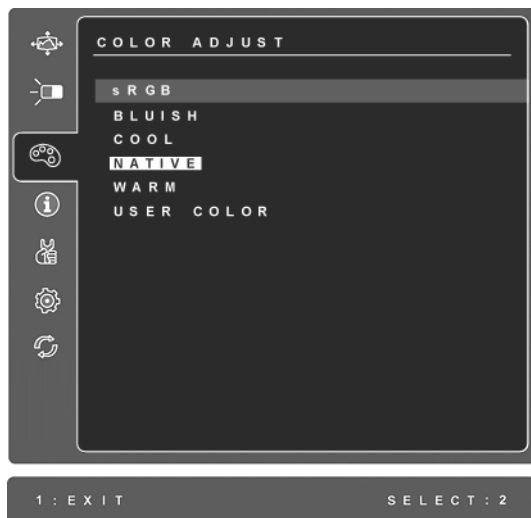 COLOR ADJUST
sRGB
BLUISH
COOL
NATIVE
WARM
USER COLOR
1:EXIT SELECT:2